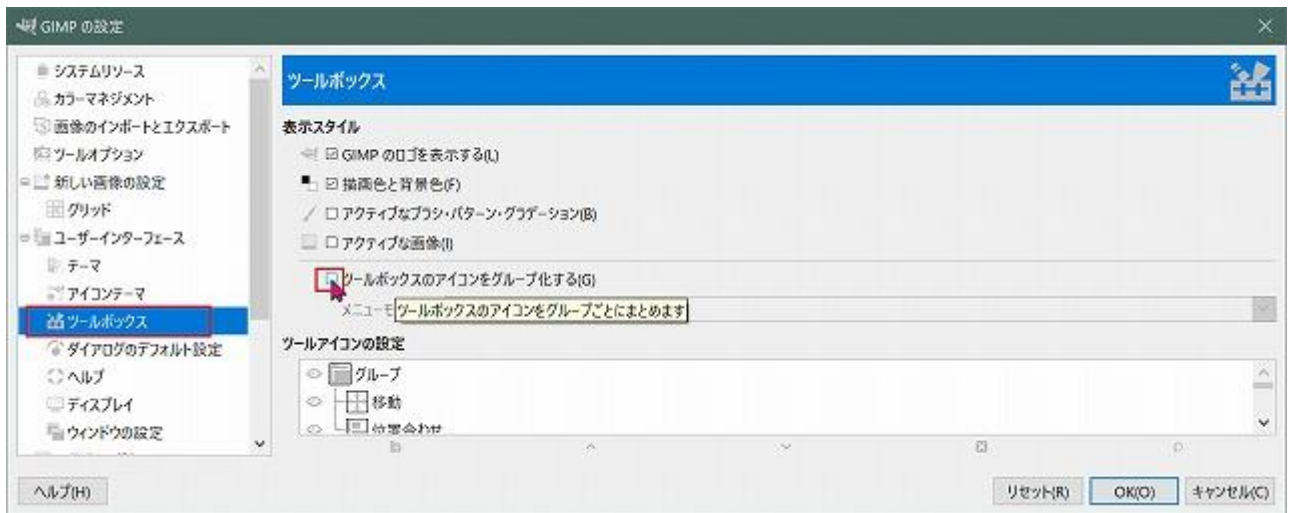 GIMP の設定
システムリソース
カラーマネジメント
画像のインポートとエクスポート
ツールオプション
新しい画像の設定
グリッド
ユーザーインターフェース
テーマ
アイコンテーマ
ツールボックス
ダイアログのデフォルト設定
ヘルプ
ディスプレイ
ウィンドウの設定
ツールボックス
表示スタイル
GIMP のロゴを表示する(L)
描画色と背景色(F)
アクティブなブラシ・パターン・グラデーション(B)
アクティブな画像(I)
ツールボックスのアイコンをグループ化する(G)
メニューモ
ツールボックスのアイコンをグループごとにまとめます
ツールアイコンの設定
グループ
移動
位置合わせ
ヘルプ(H)
リセット(R)
OK(O)
キャンセル(C)